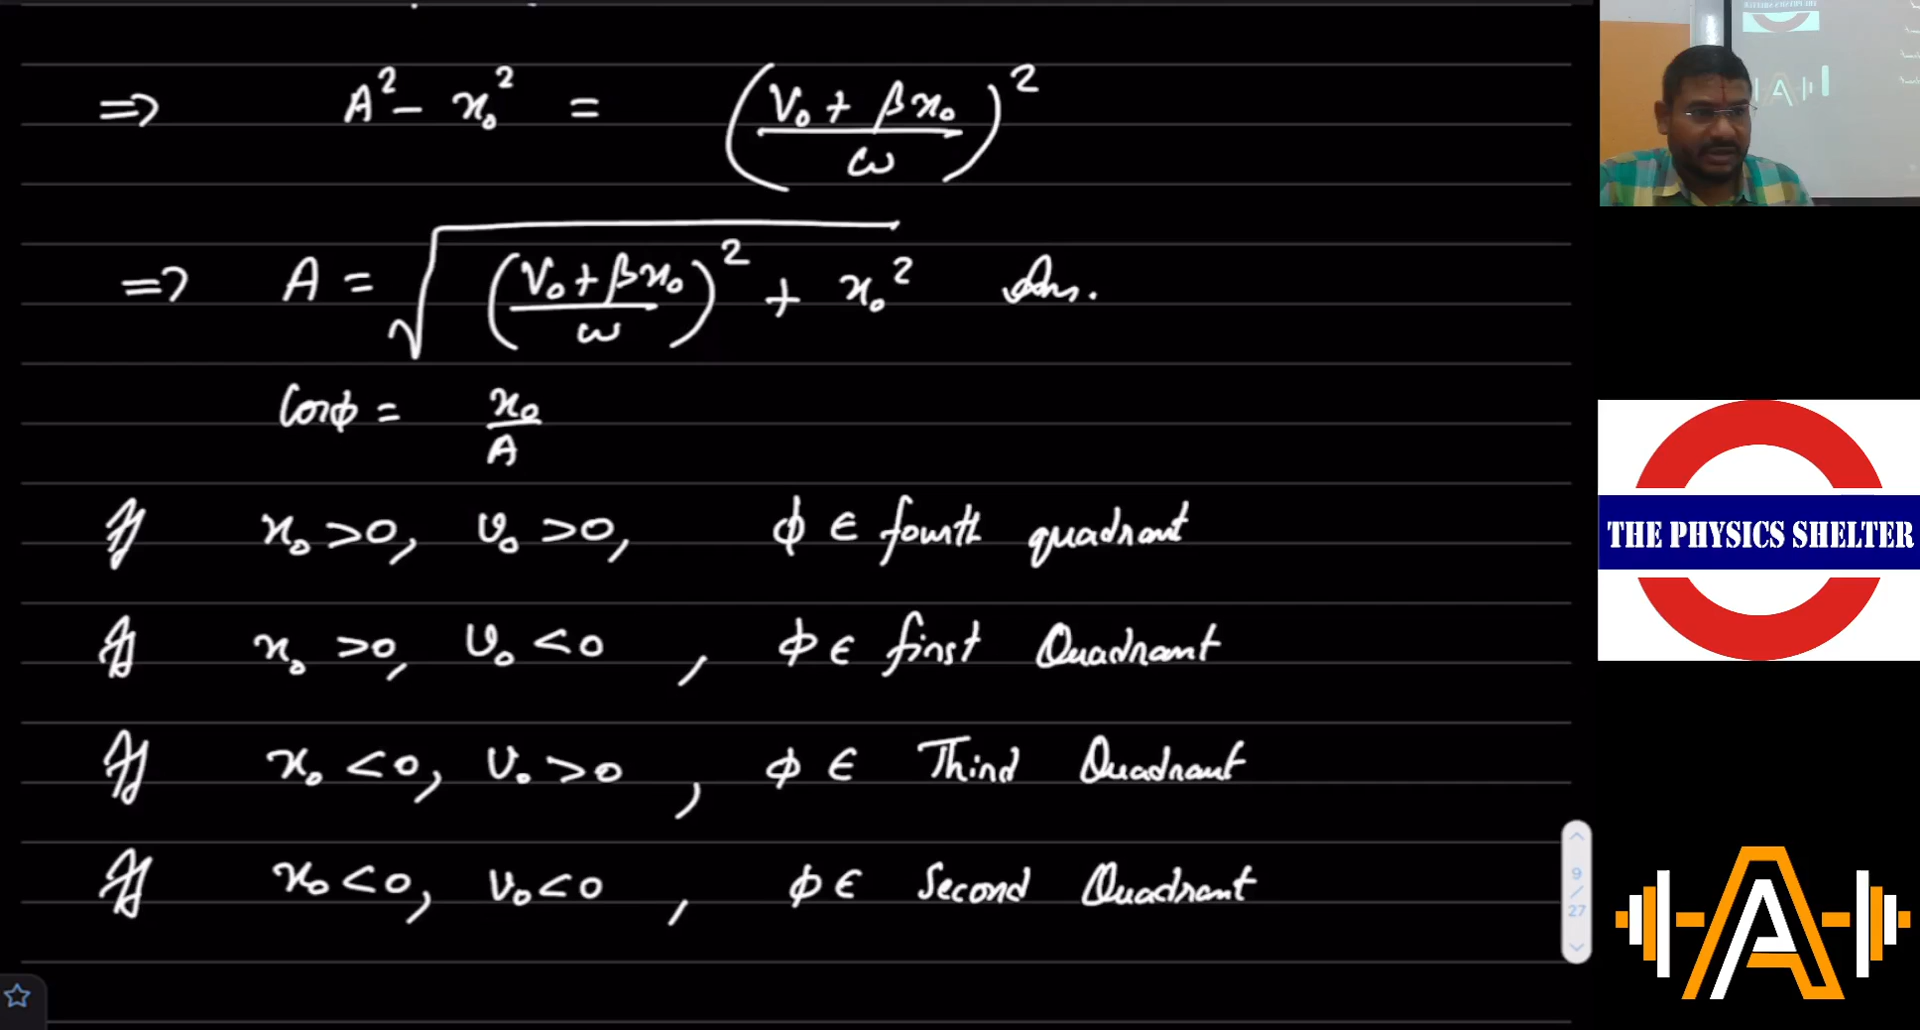 => A² - x₀² = ((V₀ + βx₀)/ω)²
=> A = √(((V₀ + βx₀)/ω)² + x₀²) Ans.
Cosφ = x₀/A
If x₀ > 0, v₀ > 0, φ ∈ fourth quadrant
If x₀ > 0, v₀ < 0, φ ∈ first Quadrant
If x₀ < 0, v₀ > 0, φ ∈ Third Quadrant
If x₀ < 0, v₀ < 0, φ ∈ Second Quadrant
THE PHYSICS SHELTER
9
/
27
A